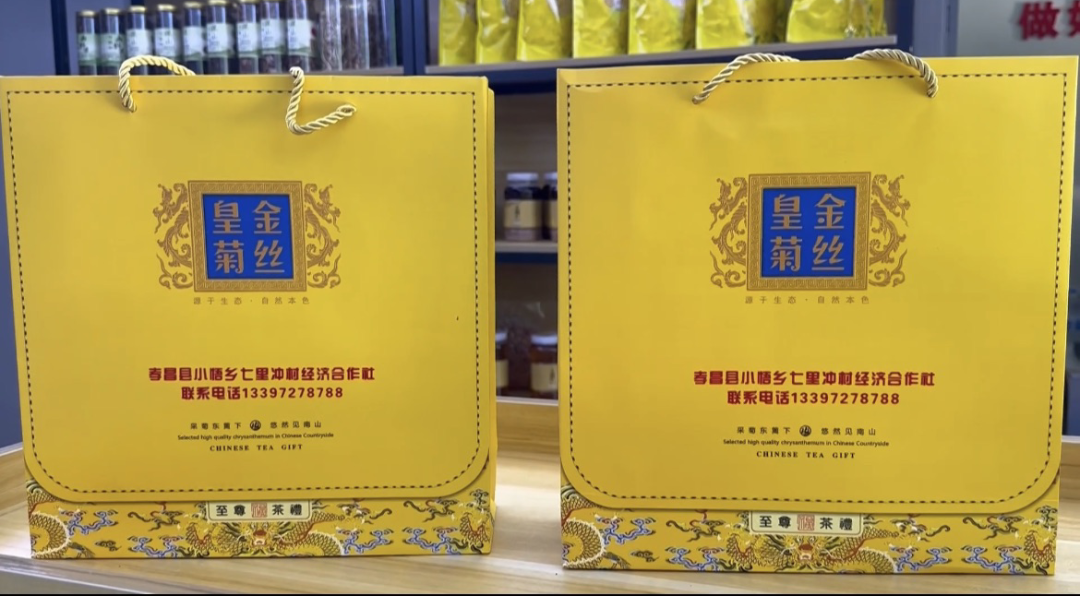 做
金丝
皇菊
源于生态·自然本色
孝昌县小悟乡七里冲村经济合作社
联系电话13397278788
采菊东篱下 悠然见南山
Selected high quality chrysanthemum in Chinese Countryside
CHINESE TEA GIFT
至尊 茶禮
金丝
皇菊
源于生态·自然本色
孝昌县小悟乡七里冲村经济合作社
联系电话13397278788
采菊东篱下 悠然见南山
Selected high quality chrysanthemum in Chinese Countryside
CHINESE TEA GIFT
至尊 茶禮